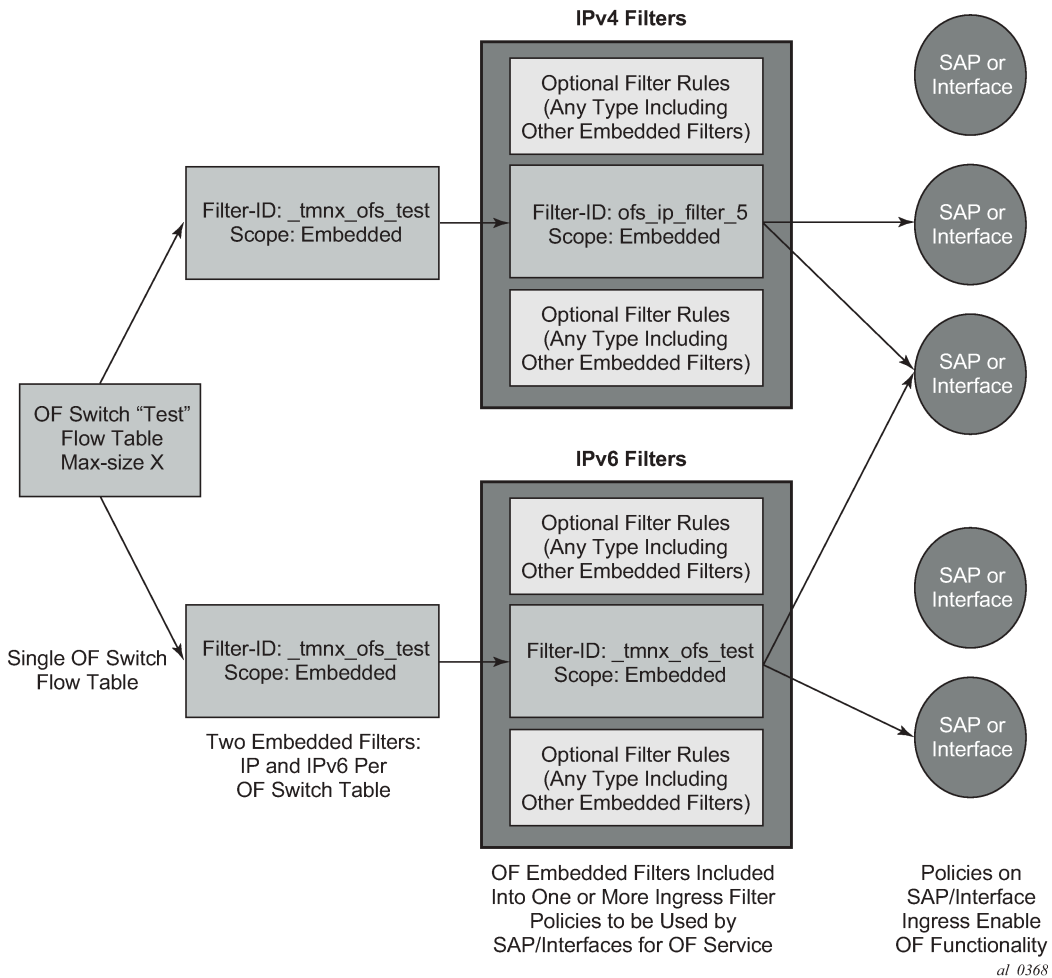 IPv4 Filters
Optional Filter Rules
(Any Type Including
Other Embedded Filters)
SAP or
Interface
Filter-ID: _tmnx_ofs_test
Scope: Embedded
Filter-ID: ofs_ip_filter_5
Scope: Embedded
SAP or
Interface
Optional Filter Rules
(Any Type Including
Other Embedded Filters)
SAP or
Interface
OF Switch “Test”
Flow Table
Max-size X
IPv6 Filters
Optional Filter Rules
(Any Type Including
Other Embedded Filters)
SAP or
Interface
Single OF Switch
Flow Table
Filter-ID: _tmnx_ofs_test
Scope: Embedded
Filter-ID: _tmnx_ofs_test
Scope: Embedded
SAP or
Interface
Two Embedded Filters:
IP and IPv6 Per
OF Switch Table
Optional Filter Rules
(Any Type Including
Other Embedded Filters)
OF Embedded Filters Included
Into One or More Ingress Filter
Policies to be Used by
SAP/Interfaces for OF Service
Policies on
SAP/Interface
Ingress Enable
OF Functionality
al_0368